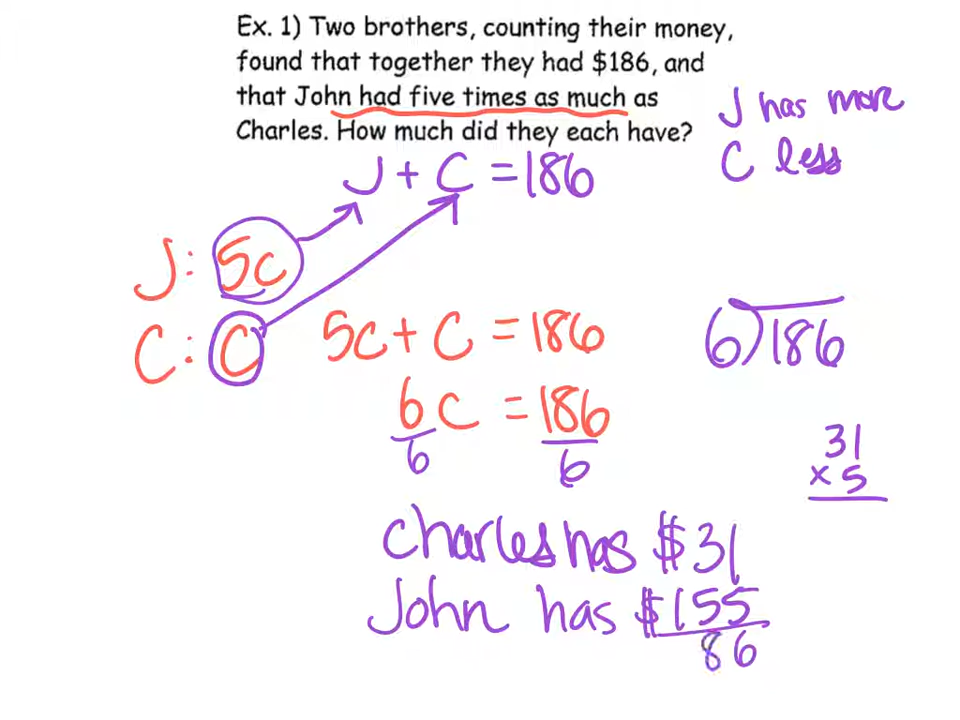 Ex. 1) Two brothers, counting their money,
found that together they had $186, and
that John had five times as much as
Charles. How much did they each have?
J has more
C less
J + C = 186
J: 5c
C: C
5c + C = 186
6)186
6c = 186
6 6
31
× 5
Charles has $31
John has $155
86